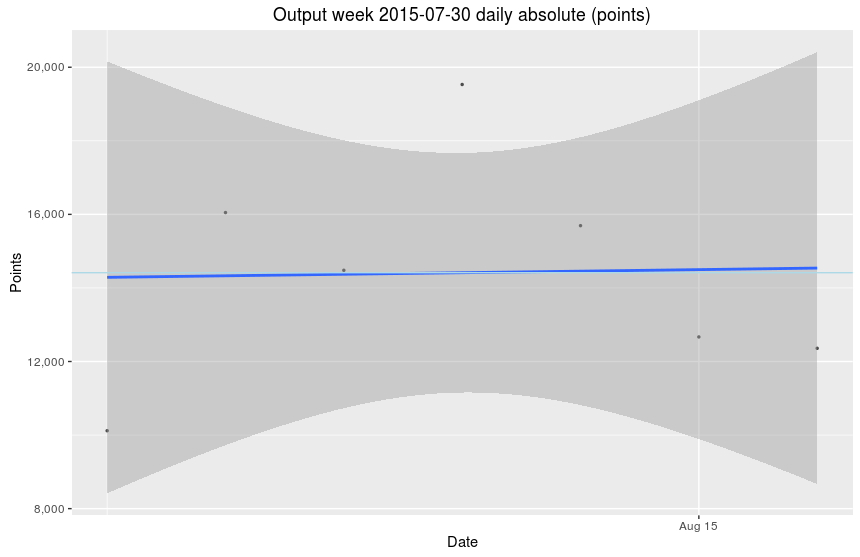 Output week 2015-07-30 daily absolute (points)
20,000
16,000
12,000
8,000
Points
Aug 15
Date